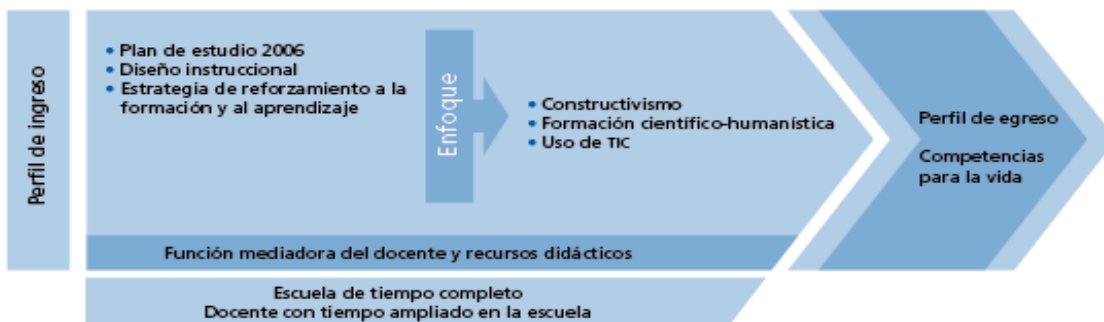 Perfil de ingreso
• Plan de estudio 2006
• Diseño instruccional
• Estrategia de reforzamiento a la
formación y al aprendizaje
Enfoque
• Constructivismo
• Formación científico-humanística
• Uso de TIC
Función mediadora del docente y recursos didácticos
Escuela de tiempo completo
Docente con tiempo ampliado en la escuela
Perfil de egreso
Competencias
para la vida